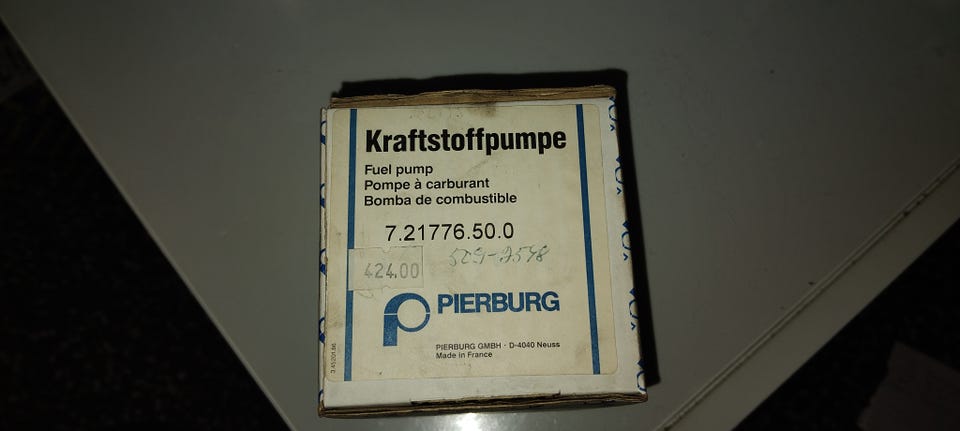 Kraftstoffpumpe
Fuel pump
Pompe à carburant
Bomba de combustible
7.21776.50.0
424.00
PIERBURG
PIERBURG GMBH · D-4040 Neuss
Made in France